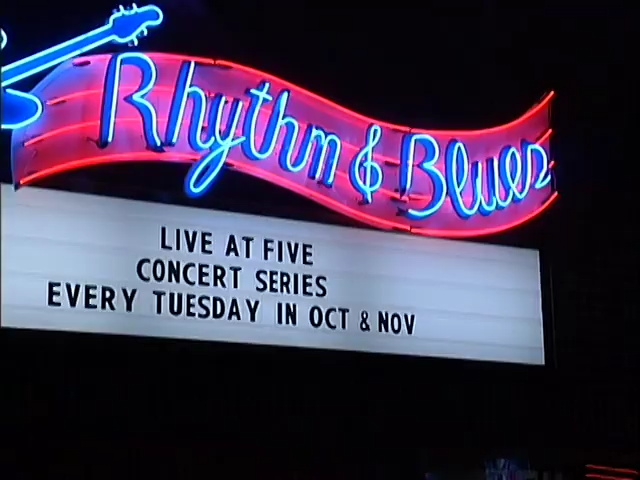 Rhythm & Blues
LIVE AT FIVE
CONCERT SERIES
EVERY TUESDAY IN OCT & NOV